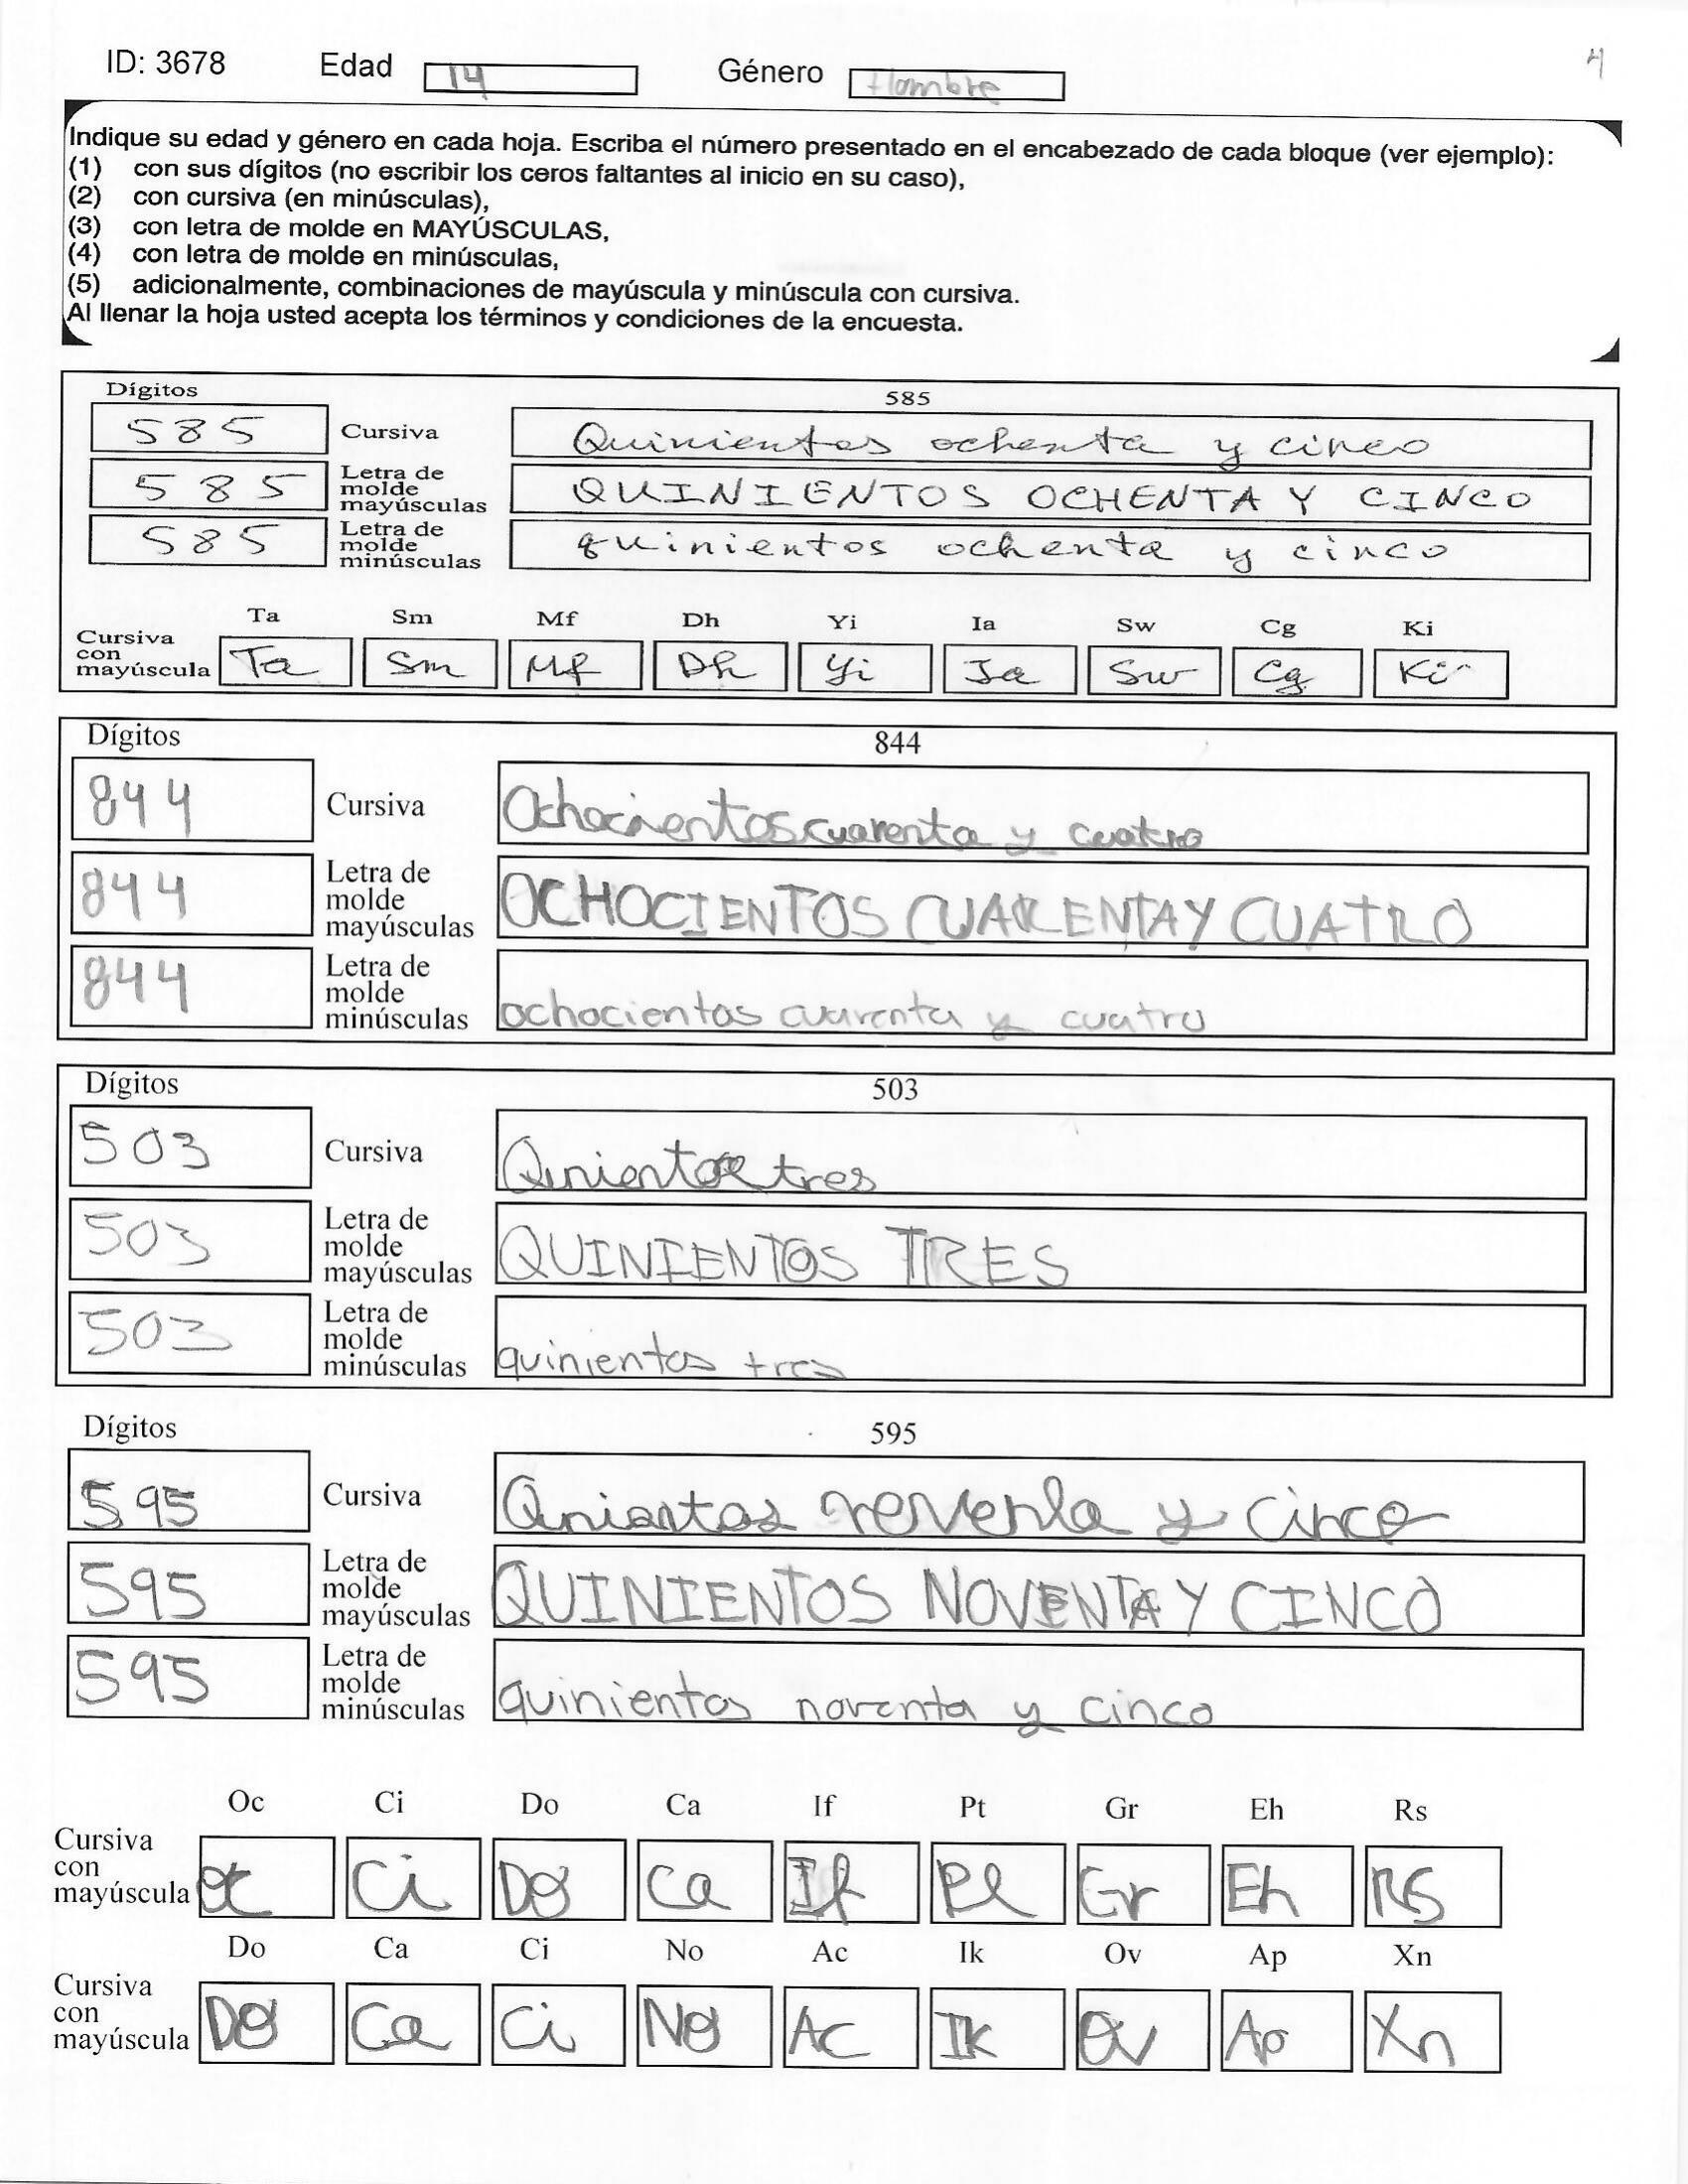 ID: 3678 Edad 14 Género Hombre 4
Indique su edad y género en cada hoja. Escriba el número presentado en el encabezado de cada bloque (ver ejemplo):
(1) con sus dígitos (no escribir los ceros faltantes al inicio en su caso),
(2) con cursiva (en minúsculas),
(3) con letra de molde en MAYÚSCULAS,
(4) con letra de molde en minúsculas,
(5) adicionalmente, combinaciones de mayúscula y minúscula con cursiva.
Al llenar la hoja usted acepta los términos y condiciones de la encuesta.
Dígitos 585
585 Cursiva Quinientos ochenta y cinco
585 Letra de molde mayúsculas QUINIENTOS OCHENTA Y CINCO
585 Letra de molde minúsculas quinientos ochenta y cinco
Ta Sm Mf Dh Yi Ia Sw Cg Ki
Cursiva con mayúscula Ta Sm Mf Dh Yi Ia Sw Cg Ki
Dígitos 844
844 Cursiva Ochocientos cuarenta y cuatro
844 Letra de molde mayúsculas OCHOCIENTOS CUARENTA Y CUATRO
844 Letra de molde minúsculas ochocientos cuarenta y cuatro
Dígitos 503
503 Cursiva Qinientos tres
503 Letra de molde mayúsculas QUINIENTOS TRES
503 Letra de molde minúsculas quinientos tres
Dígitos 595
595 Cursiva y cinco
595 Letra de molde mayúsculas QUINIENTOS NOVENTA Y CINCO
595 Letra de molde minúsculas quinientos noventa y cinco
Oc Ci Do Ca If Pt Gr Eh Rs
Cursiva con mayúscula Oc Ci Do Ca If Pl Gr Eh RS
Do Ca Ci No Ac Ik Ov Ap Xn
Cursiva con mayúscula Do Ca Ci No Ac Ik Ov Ap Xn